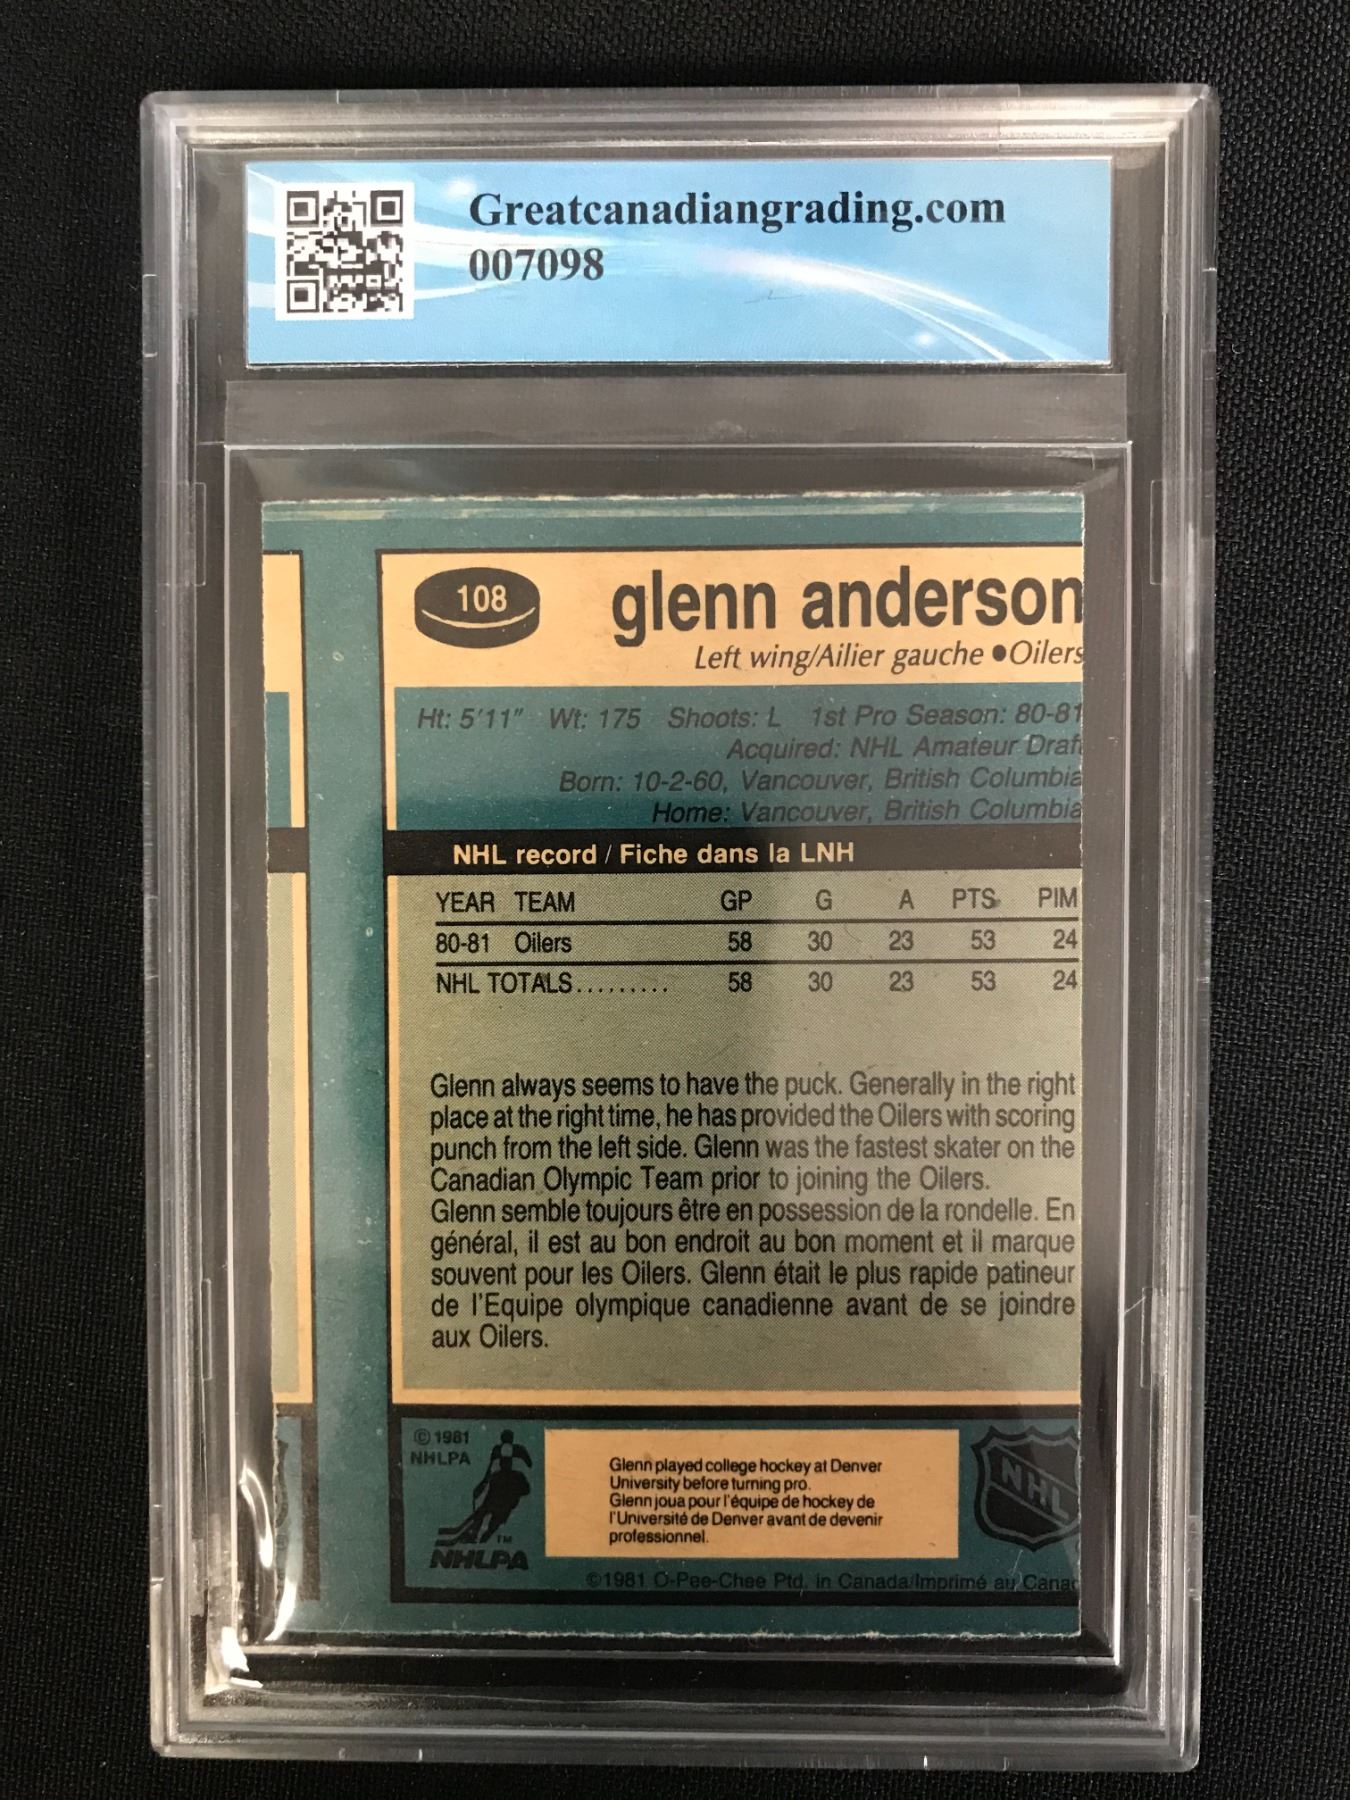 Greatcanadiangrading.com
007098
108
glenn anderson
Left wing/Ailier gauche ●Oilers
Ht: 5'11" Wt: 175 Shoots: L 1st Pro Season: 80-81
Acquired: NHL Amateur Draft
Born: 10-2-60, Vancouver, British Columbia
Home: Vancouver, British Columbia
NHL record / Fiche dans la LNH
YEAR TEAM GP G A PTS PIM
80-81 Oilers 58 30 23 53 24
NHL TOTALS......... 58 30 23 53 24
Glenn always seems to have the puck. Generally in the right
place at the right time, he has provided the Oilers with scoring
punch from the left side. Glenn was the fastest skater on the
Canadian Olympic Team prior to joining the Oilers.
Glenn semble toujours être en possession de la rondelle. En
général, il est au bon endroit au bon moment et il marque
souvent pour les Oilers. Glenn était le plus rapide patineur
de l'Equipe olympique canadienne avant de se joindre
aux Oilers.
© 1981
NHLPA
TM
NHLPA
Glenn played college hockey at Denver
University before turning pro.
Glenn joua pour l'équipe de hockey de
l'Université de Denver avant de devenir
professionnel.
NHL
©1981 O-Pee-Chee Ptd. in Canada/Imprimé au Canad